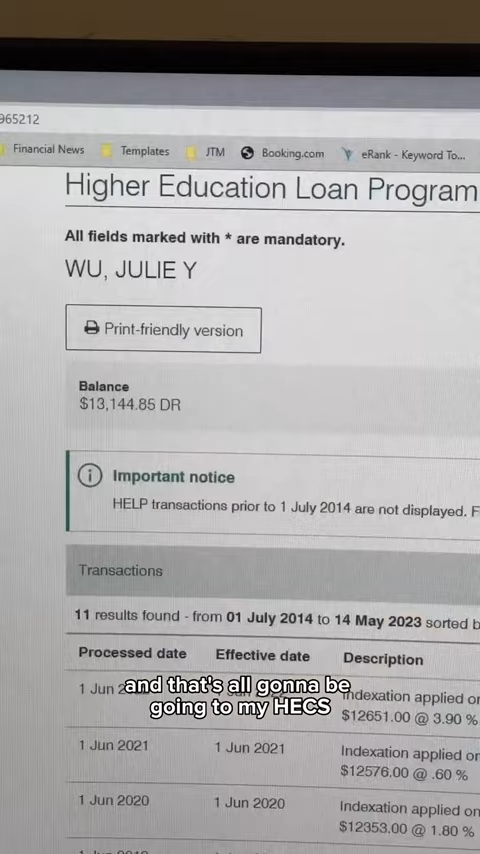 965212
Financial News Templates JTM Booking.com eRank - Keyword To...
Higher Education Loan Program
All fields marked with * are mandatory.
WU, JULIE Y
Print-friendly version
Balance
$13,144.85 DR
Important notice
HELP transactions prior to 1 July 2014 are not displayed. F
Transactions
11 results found - from 01 July 2014 to 14 May 2023 sorted b
Processed date Effective date Description
1 Jun 2 Indexation applied on
$12651.00 @ 3.90 %
and that's all gonna be
going to my HECS
1 Jun 2021 1 Jun 2021 Indexation applied on
$12576.00 @ .60 %
1 Jun 2020 1 Jun 2020 Indexation applied on
$12353.00 @ 1.80 %